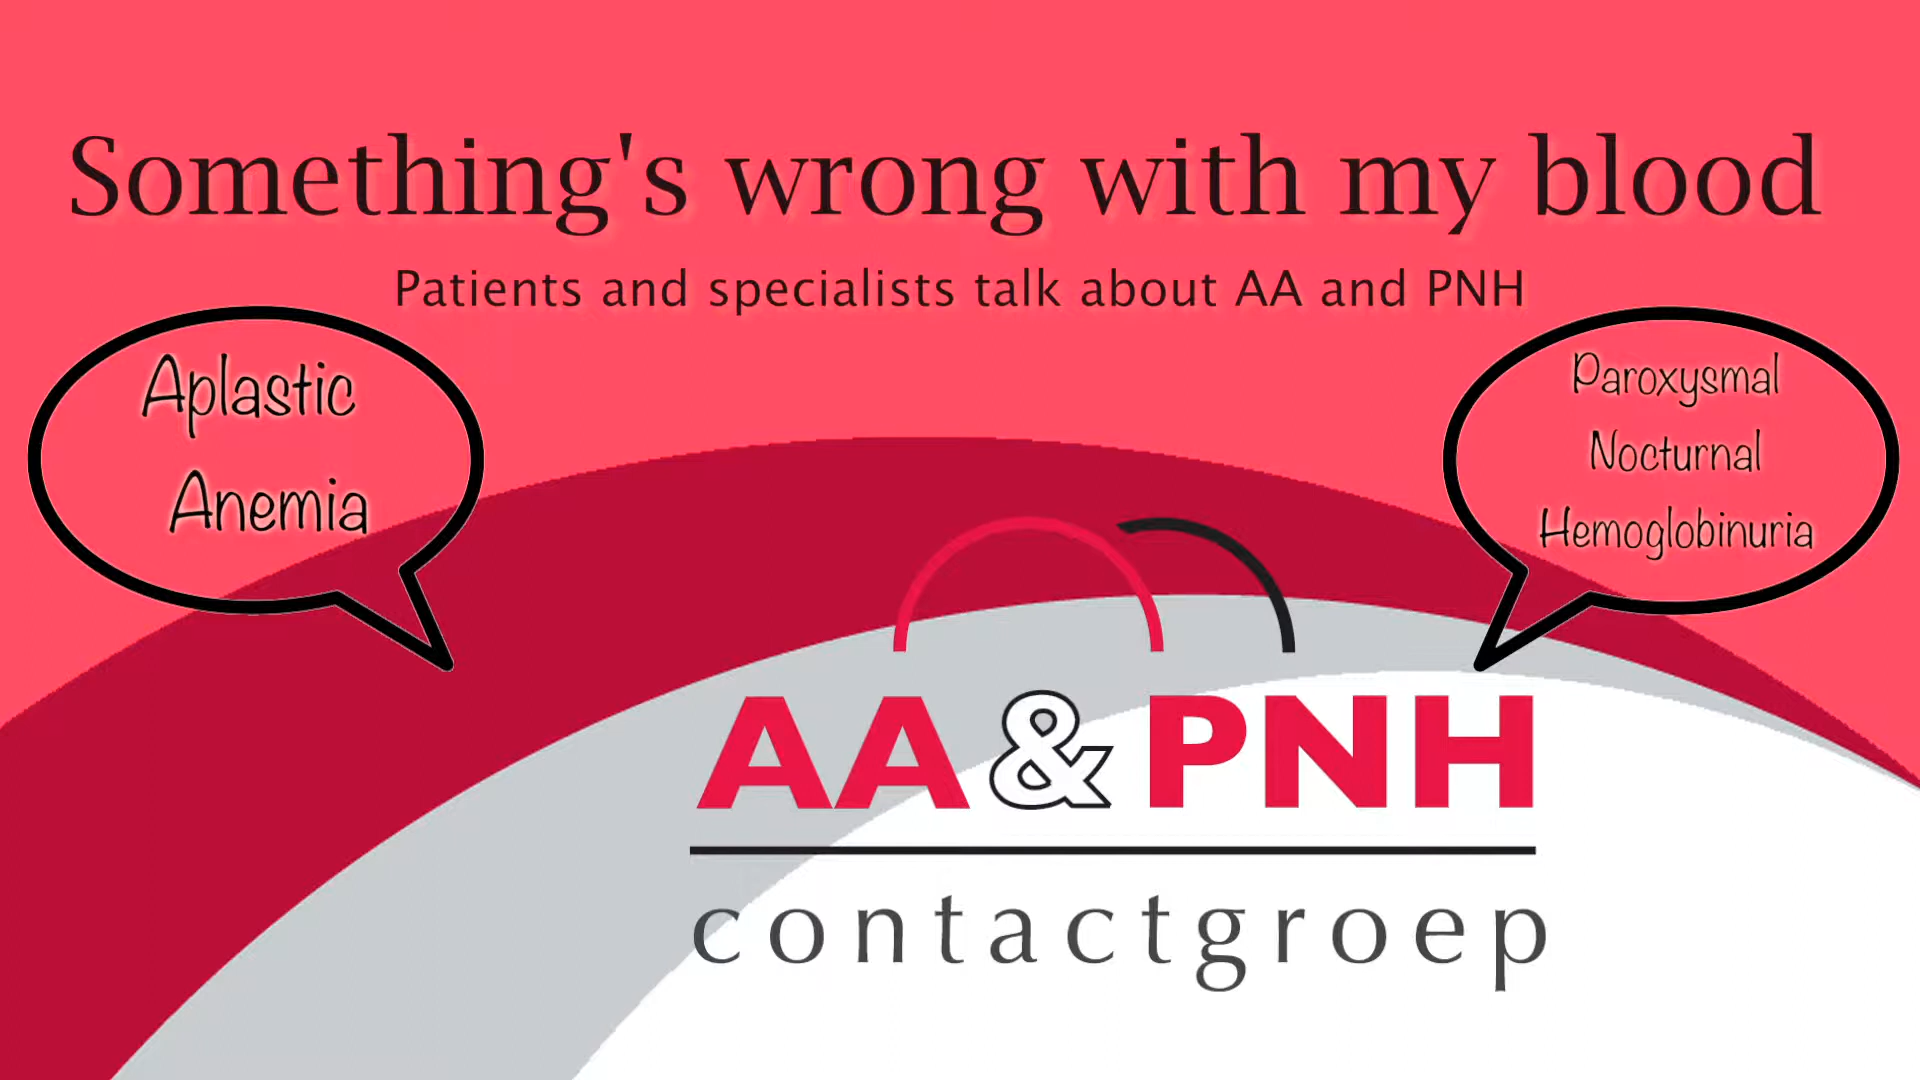 Something's wrong with my blood
Patients and specialists talk about AA and PNH
Aplastic
Anemia
Paroxysmal
Nocturnal
Hemoglobinuria
AA & PNH
contactgroep